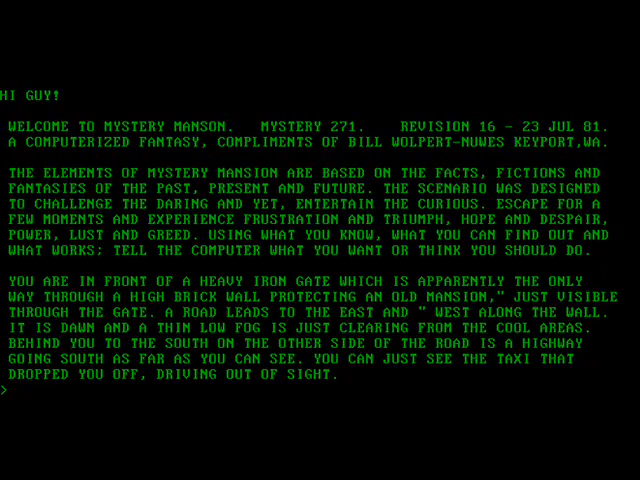 HI GUY!
WELCOME TO MYSTERY MANSON.   MYSTERY 271.    REVISION 16 - 23 JUL 81.
A COMPUTERIZED FANTASY, COMPLIMENTS OF BILL WOLPERT-NUWES KEYPORT,WA.
THE ELEMENTS OF MYSTERY MANSION ARE BASED ON THE FACTS, FICTIONS AND
FANTASIES OF THE PAST, PRESENT AND FUTURE. THE SCENARIO WAS DESIGNED
TO CHALLENGE THE DARING AND YET, ENTERTAIN THE CURIOUS. ESCAPE FOR A
FEW MOMENTS AND EXPERIENCE FRUSTRATION AND TRIUMPH, HOPE AND DESPAIR,
POWER, LUST AND GREED. USING WHAT YOU KNOW, WHAT YOU CAN FIND OUT AND
WHAT WORKS; TELL THE COMPUTER WHAT YOU WANT OR THINK YOU SHOULD DO.
YOU ARE IN FRONT OF A HEAVY IRON GATE WHICH IS APPARENTLY THE ONLY
WAY THROUGH A HIGH BRICK WALL PROTECTING AN OLD MANSION," JUST VISIBLE
THROUGH THE GATE. A ROAD LEADS TO THE EAST AND " WEST ALONG THE WALL.
IT IS DAWN AND A THIN LOW FOG IS JUST CLEARING FROM THE COOL AREAS.
BEHIND YOU TO THE SOUTH ON THE OTHER SIDE OF THE ROAD IS A HIGHWAY
GOING SOUTH AS FAR AS YOU CAN SEE. YOU CAN JUST SEE THE TAXI THAT
DROPPED YOU OFF, DRIVING OUT OF SIGHT.
>